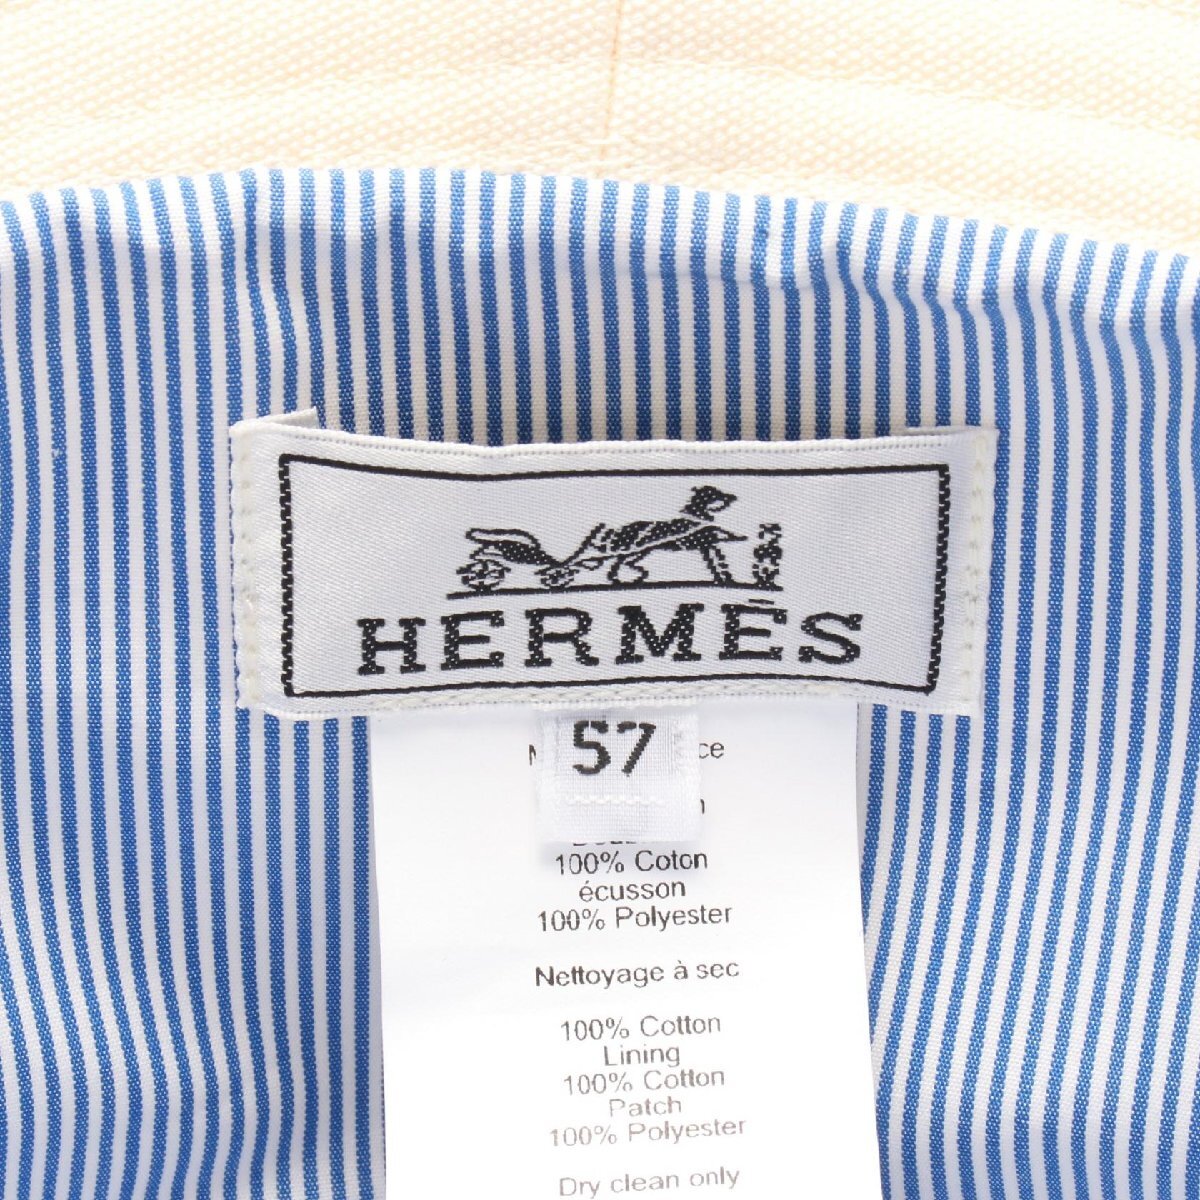 HERMÈS
57
100% Coton
écusson
100% Polyester
Nettoyage à sec
100% Cotton
Lining
100% Cotton
Patch
100% Polyester
Dry clean only